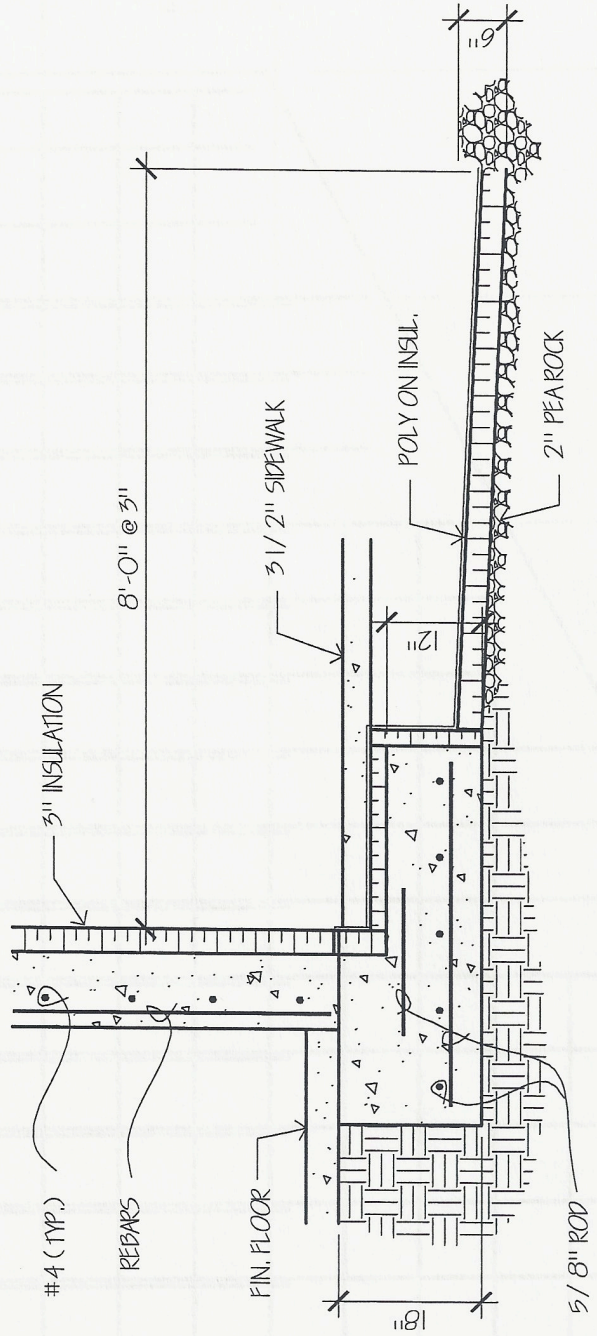 #4 ( TYP.)
REBARS
FIN. FLOOR
18"
5/ 8" ROD
3" INSULATION
8'-0" @ 3"
3 1/ 2" SIDEWALK
12"
POLY ON INSUL.
2" PEAROCK
6"